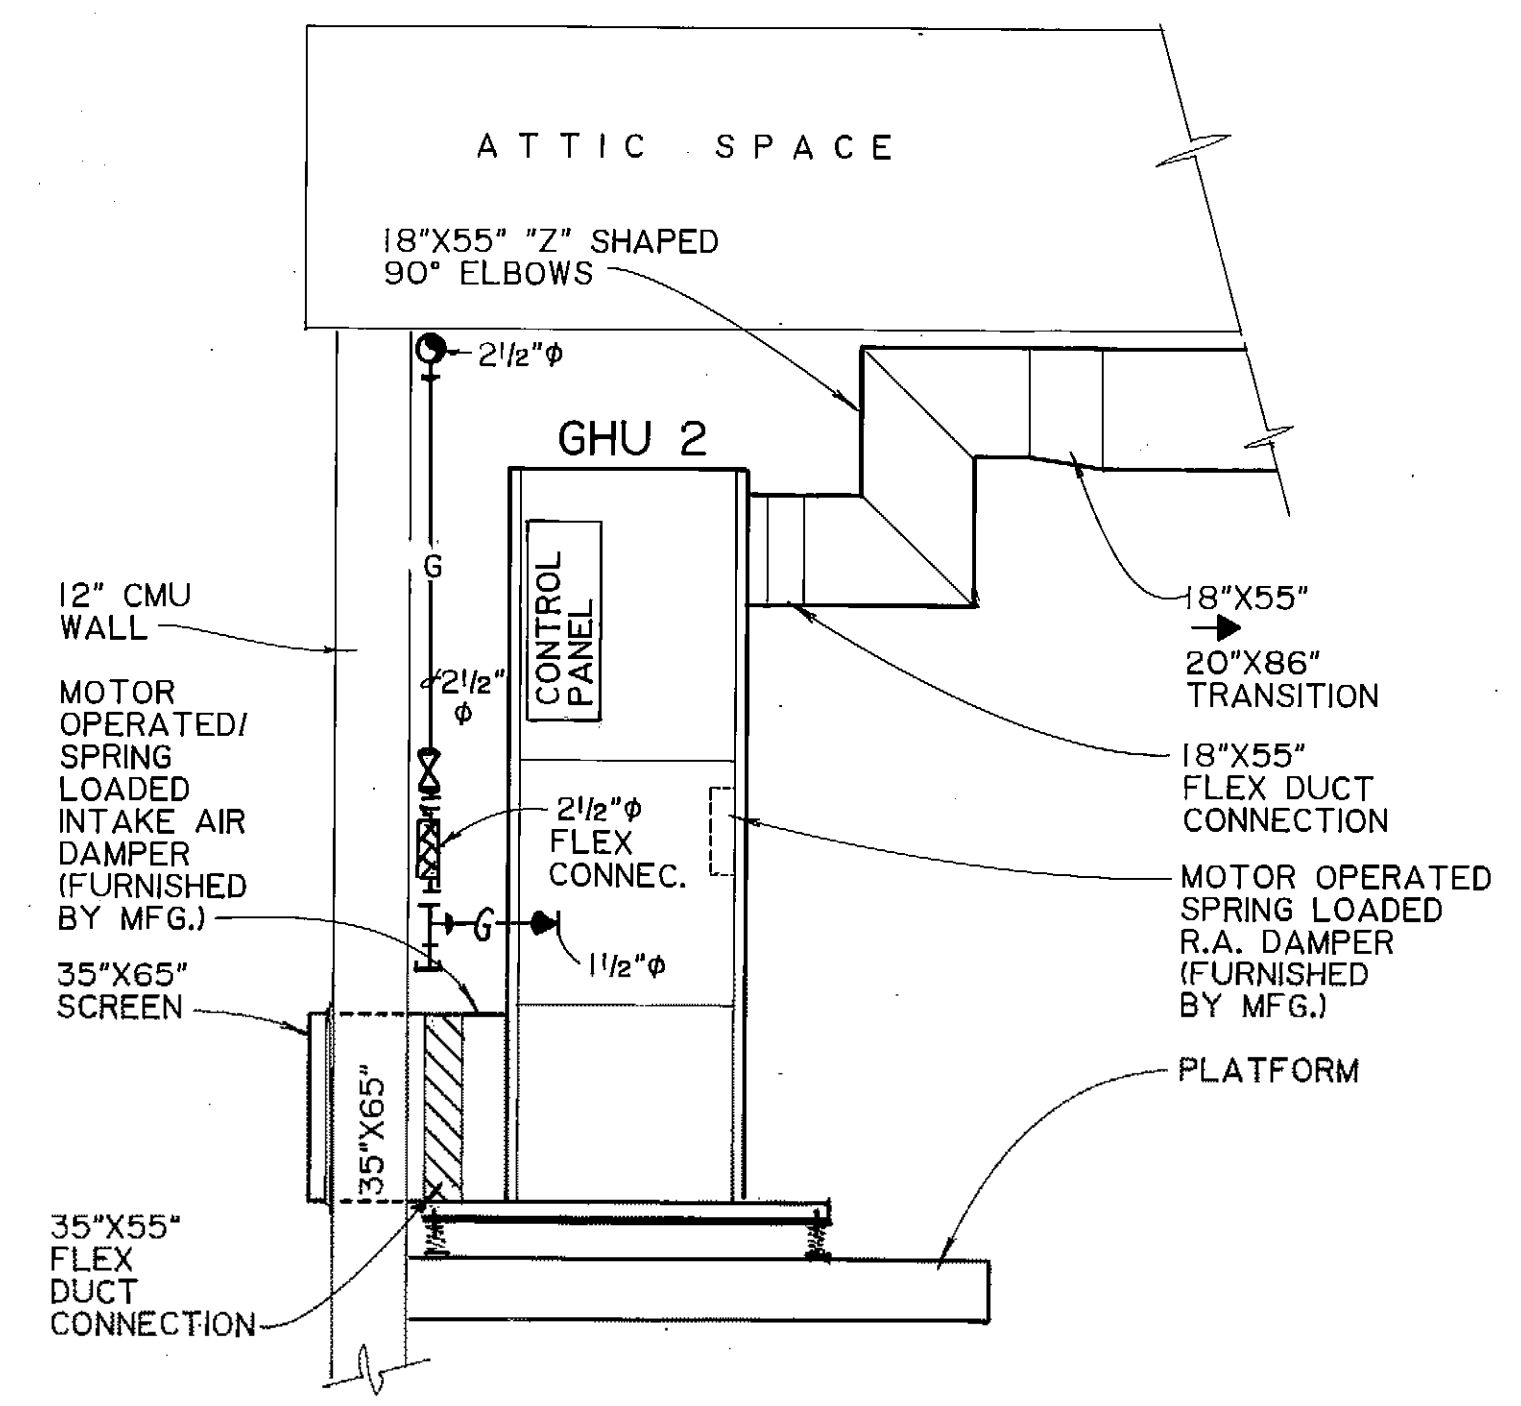 ATTIC SPACE
18"X55" "Z" SHAPED
90° ELBOWS
2 1/2"ϕ
GHU 2
G
CONTROL
PANEL
12" CMU
WALL
2 1/2"
ϕ
MOTOR
OPERATED/
SPRING
LOADED
INTAKE AIR
DAMPER
(FURNISHED
BY MFG.)
2 1/2"ϕ
FLEX
CONNEC.
G
1 1/2"ϕ
35"X65"
SCREEN
35"X65"
35"X55"
FLEX
DUCT
CONNECTION
18"X55"
20"X86"
TRANSITION
18"X55"
FLEX DUCT
CONNECTION
MOTOR OPERATED
SPRING LOADED
R.A. DAMPER
(FURNISHED
BY MFG.)
PLATFORM